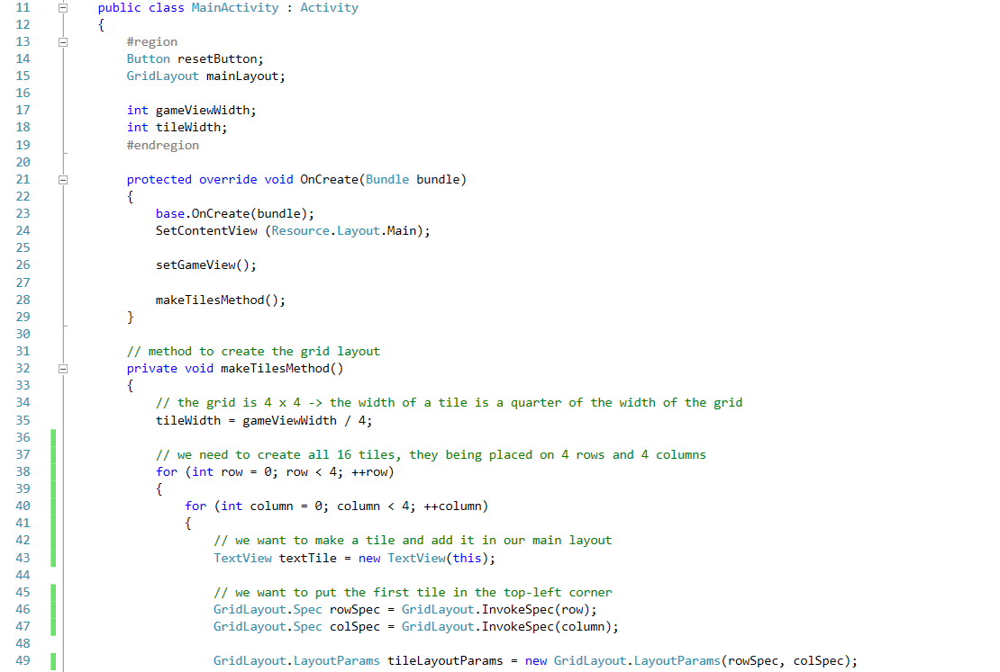 11 public class MainActivity : Activity
12 {
13 #region
14 Button resetButton;
15 GridLayout mainLayout;
16
17 int gameViewWidth;
18 int tileWidth;
19 #endregion
20
21 protected override void OnCreate(Bundle bundle)
22 {
23 base.OnCreate(bundle);
24 SetContentView (Resource.Layout.Main);
25
26 setGameView();
27
28 makeTilesMethod();
29 }
30
31 // method to create the grid layout
32 private void makeTilesMethod()
33 {
34 // the grid is 4 x 4 -> the width of a tile is a quarter of the width of the grid
35 tileWidth = gameViewWidth / 4;
36
37 // we need to create all 16 tiles, they being placed on 4 rows and 4 columns
38 for (int row = 0; row < 4; ++row)
39 {
40 for (int column = 0; column < 4; ++column)
41 {
42 // we want to make a tile and add it in our main layout
43 TextView textTile = new TextView(this);
44
45 // we want to put the first tile in the top-left corner
46 GridLayout.Spec rowSpec = GridLayout.InvokeSpec(row);
47 GridLayout.Spec colSpec = GridLayout.InvokeSpec(column);
48
49 GridLayout.LayoutParams tileLayoutParams = new GridLayout.LayoutParams(rowSpec, colSpec);